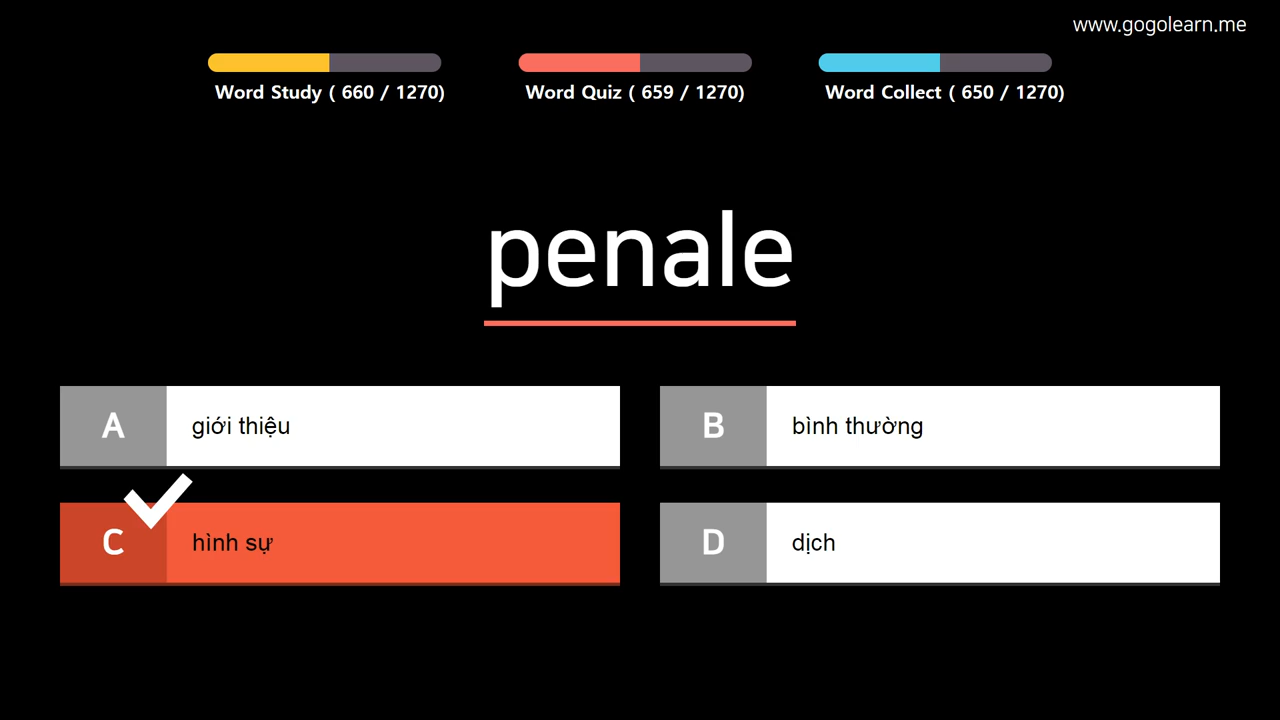 www.gogolearn.me
Word Study ( 660 / 1270)
Word Quiz ( 659 / 1270)
Word Collect ( 650 / 1270)
penale
A giới thiệu
B bình thường
C hình sự
D dịch